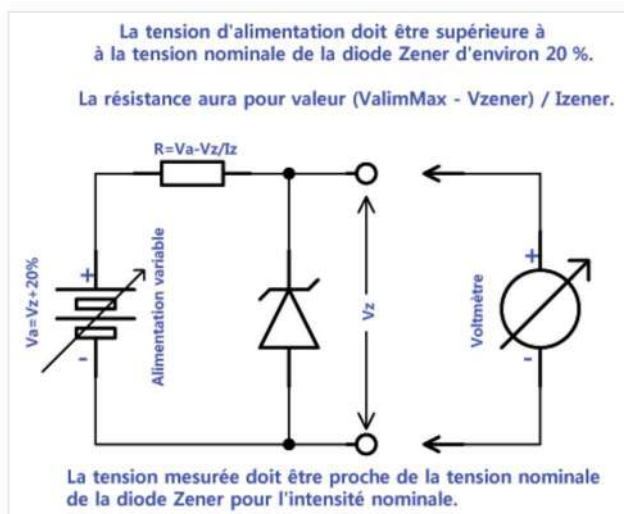 La tension d'alimentation doit être supérieure à
à la tension nominale de la diode Zener d'environ 20 %.
La résistance aura pour valeur (ValimMax - Vzener) / Izener.
R=Va-Vz/Iz
Va=Vz+20%
+
-
Alimentation variable
Vz
Voltmètre
+
-
La tension mesurée doit être proche de la tension nominale
de la diode Zener pour l'intensité nominale.